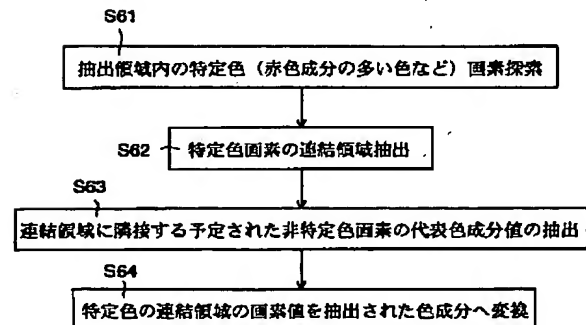 S61
抽出領域内の特定色（赤色成分の多い色など）画素探索
S62
特定色画素の連結領域抽出
S63
連結領域に隣接する予定された非特定色画素の代表色成分値の抽出
S64
特定色の連結領域の画素値を抽出された色成分へ変換